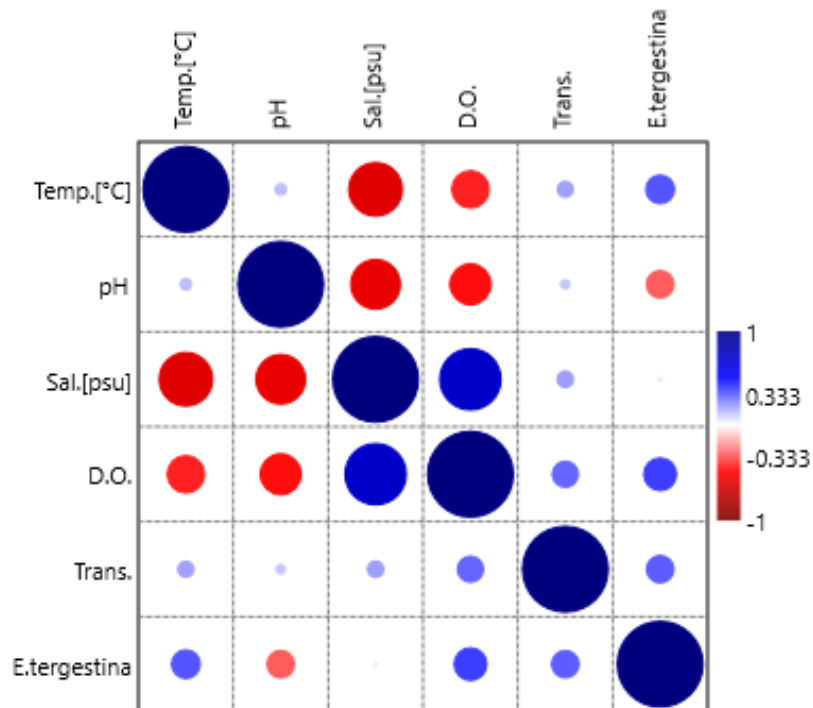 Temp.[°C]
pH
Sal.[psu]
D.O.
Trans.
E.tergestina
Temp.[°C]
pH
Sal.[psu]
D.O.
Trans.
E.tergestina
1
0.333
-0.333
-1